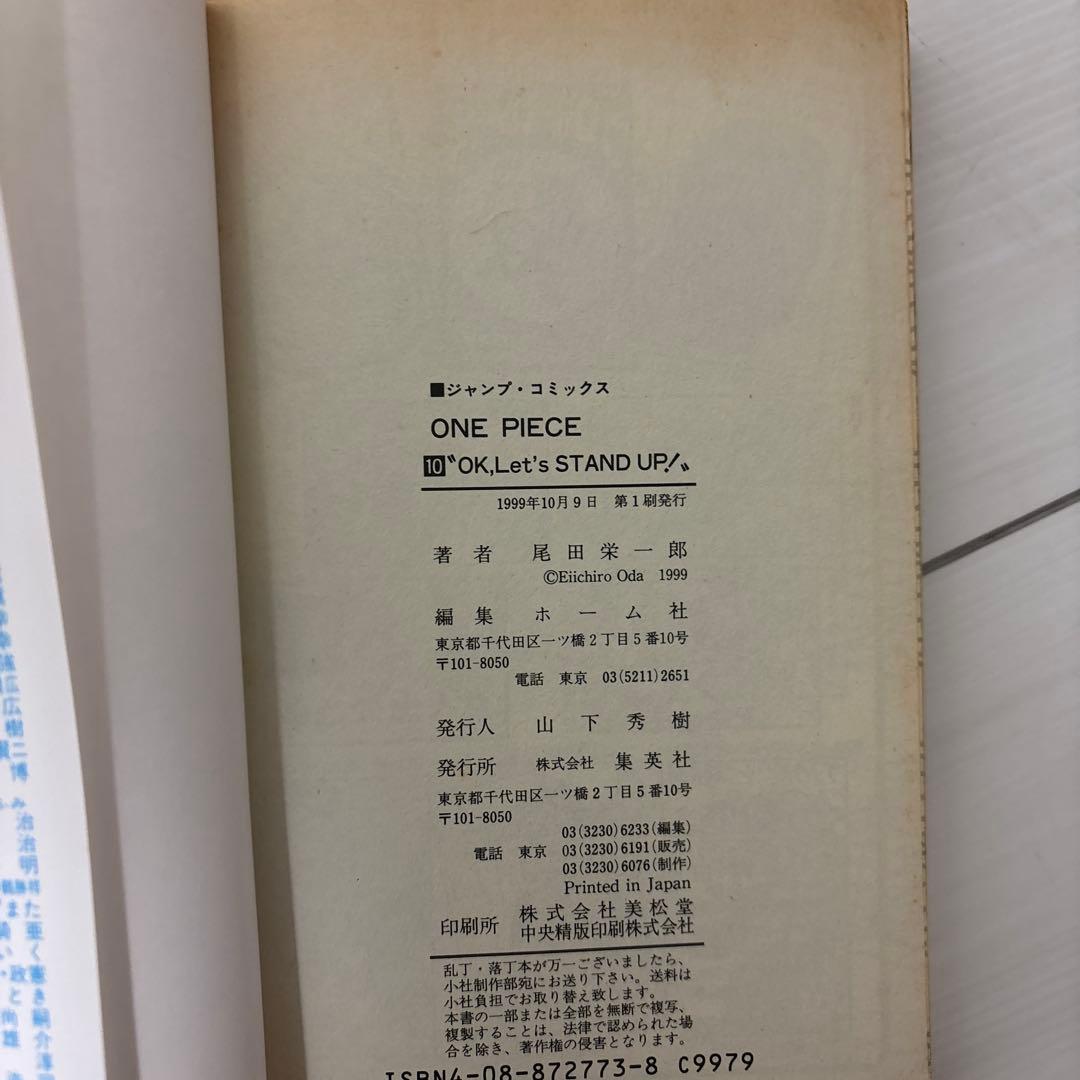 ■ジャンプ・コミックス
ONE PIECE
10 〝OK,Let's STAND UP!〟
1999年10月9日 第1刷発行
著者 尾田栄一郎
©Eiichiro Oda 1999
編集 ホーム社
東京都千代田区一ツ橋2丁目5番10号
〒101-8050
電話 東京 03(5211)2651
発行人 山下秀樹
発行所 株式会社 集英社
東京都千代田区一ツ橋2丁目5番10号
〒101-8050
03(3230)6233(編集)
電話 東京 03(3230)6191(販売)
03(3230)6076(制作)
Printed in Japan
印刷所 株式会社美松堂
中央精版印刷株式会社
乱丁・落丁本が万一ございましたら、
小社制作部宛にお送り下さい。送料は
小社負担でお取り替え致します。
本書の一部または全部を無断で複写、
複製することは、法律で認められた場
合を除き、著作権の侵害となります。
ISBN4-08-872773-8 C9979